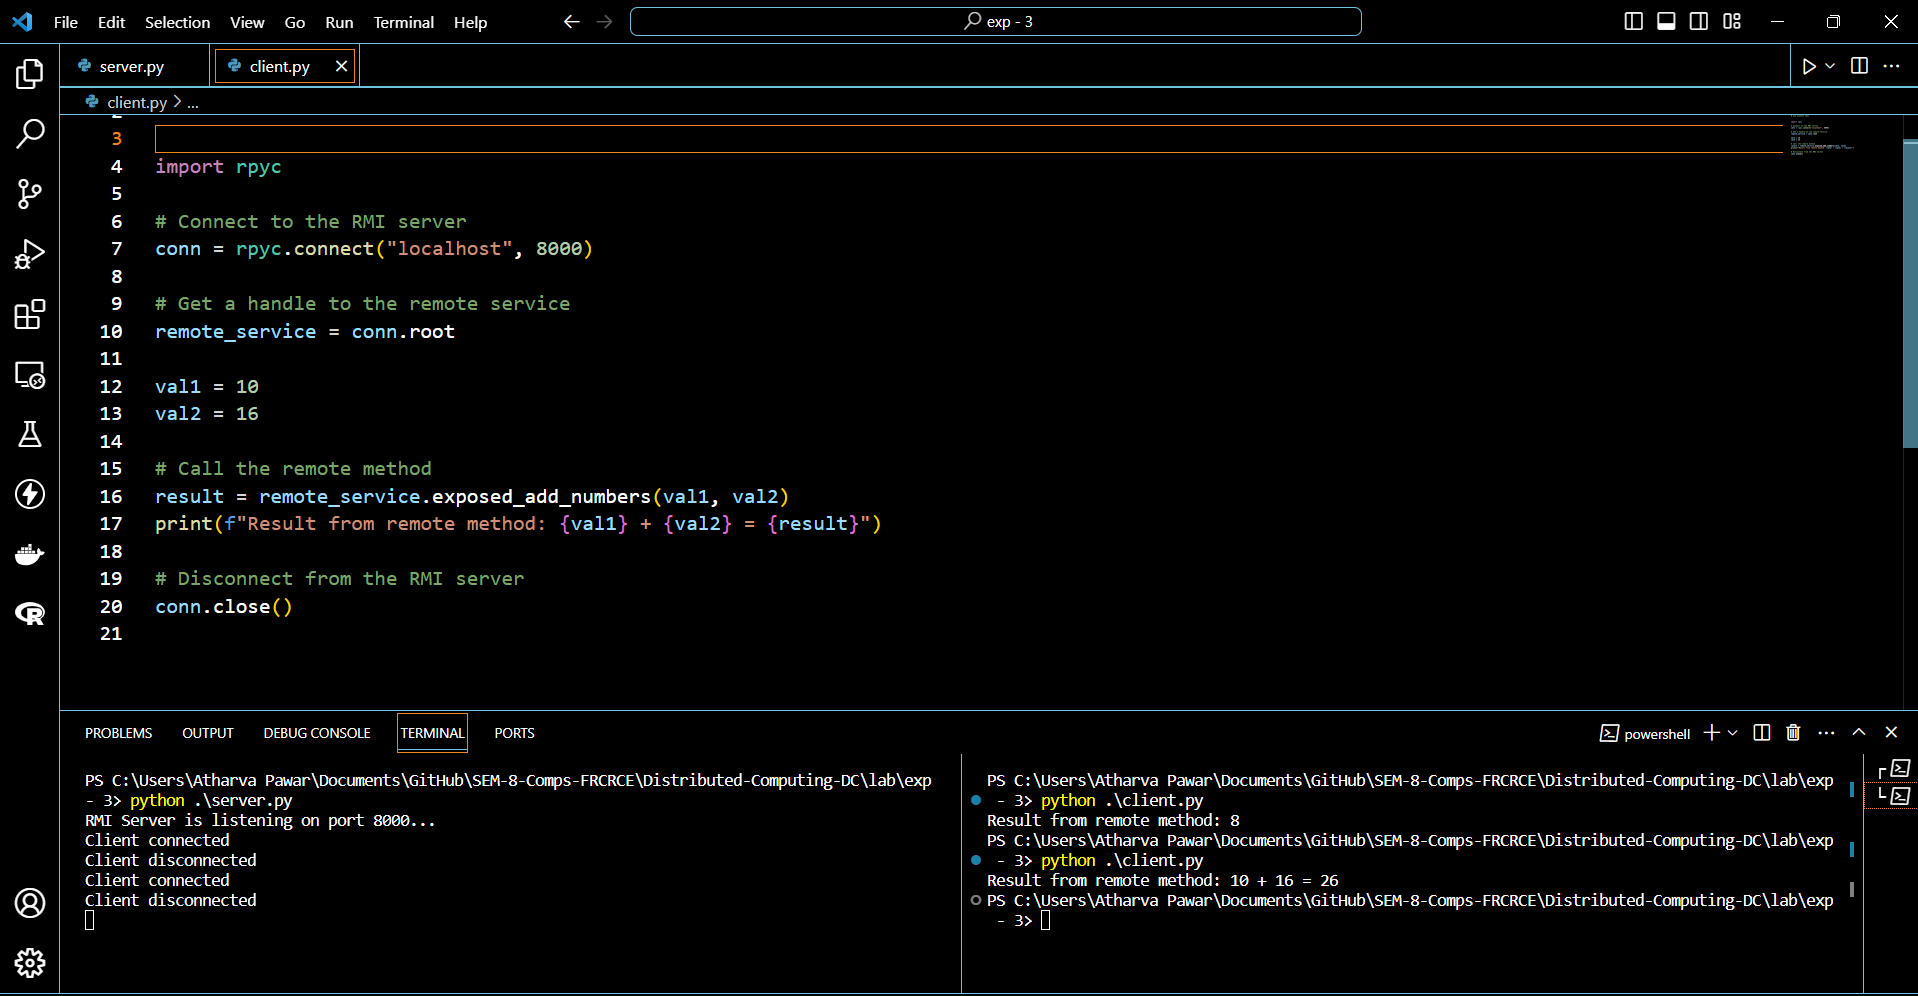 File Edit Selection View Go Run Terminal Help
exp - 3
server.py
client.py
client.py > ...
3
4 import rpyc
5
6 # Connect to the RMI server
7 conn = rpyc.connect("localhost", 8000)
8
9 # Get a handle to the remote service
10 remote_service = conn.root
11
12 val1 = 10
13 val2 = 16
14
15 # Call the remote method
16 result = remote_service.exposed_add_numbers(val1, val2)
17 print(f"Result from remote method: {val1} + {val2} = {result}")
18
19 # Disconnect from the RMI server
20 conn.close()
21
PROBLEMS OUTPUT DEBUG CONSOLE TERMINAL PORTS
powershell
PS C:\Users\Atharva Pawar\Documents\GitHub\SEM-8-Comps-FRCRCE\Distributed-Computing-DC\lab\exp
- 3> python .\server.py
RMI Server is listening on port 8000...
Client connected
Client disconnected
Client connected
Client disconnected
PS C:\Users\Atharva Pawar\Documents\GitHub\SEM-8-Comps-FRCRCE\Distributed-Computing-DC\lab\exp
- 3> python .\client.py
Result from remote method: 8
PS C:\Users\Atharva Pawar\Documents\GitHub\SEM-8-Comps-FRCRCE\Distributed-Computing-DC\lab\exp
- 3> python .\client.py
Result from remote method: 10 + 16 = 26
PS C:\Users\Atharva Pawar\Documents\GitHub\SEM-8-Comps-FRCRCE\Distributed-Computing-DC\lab\exp
- 3>